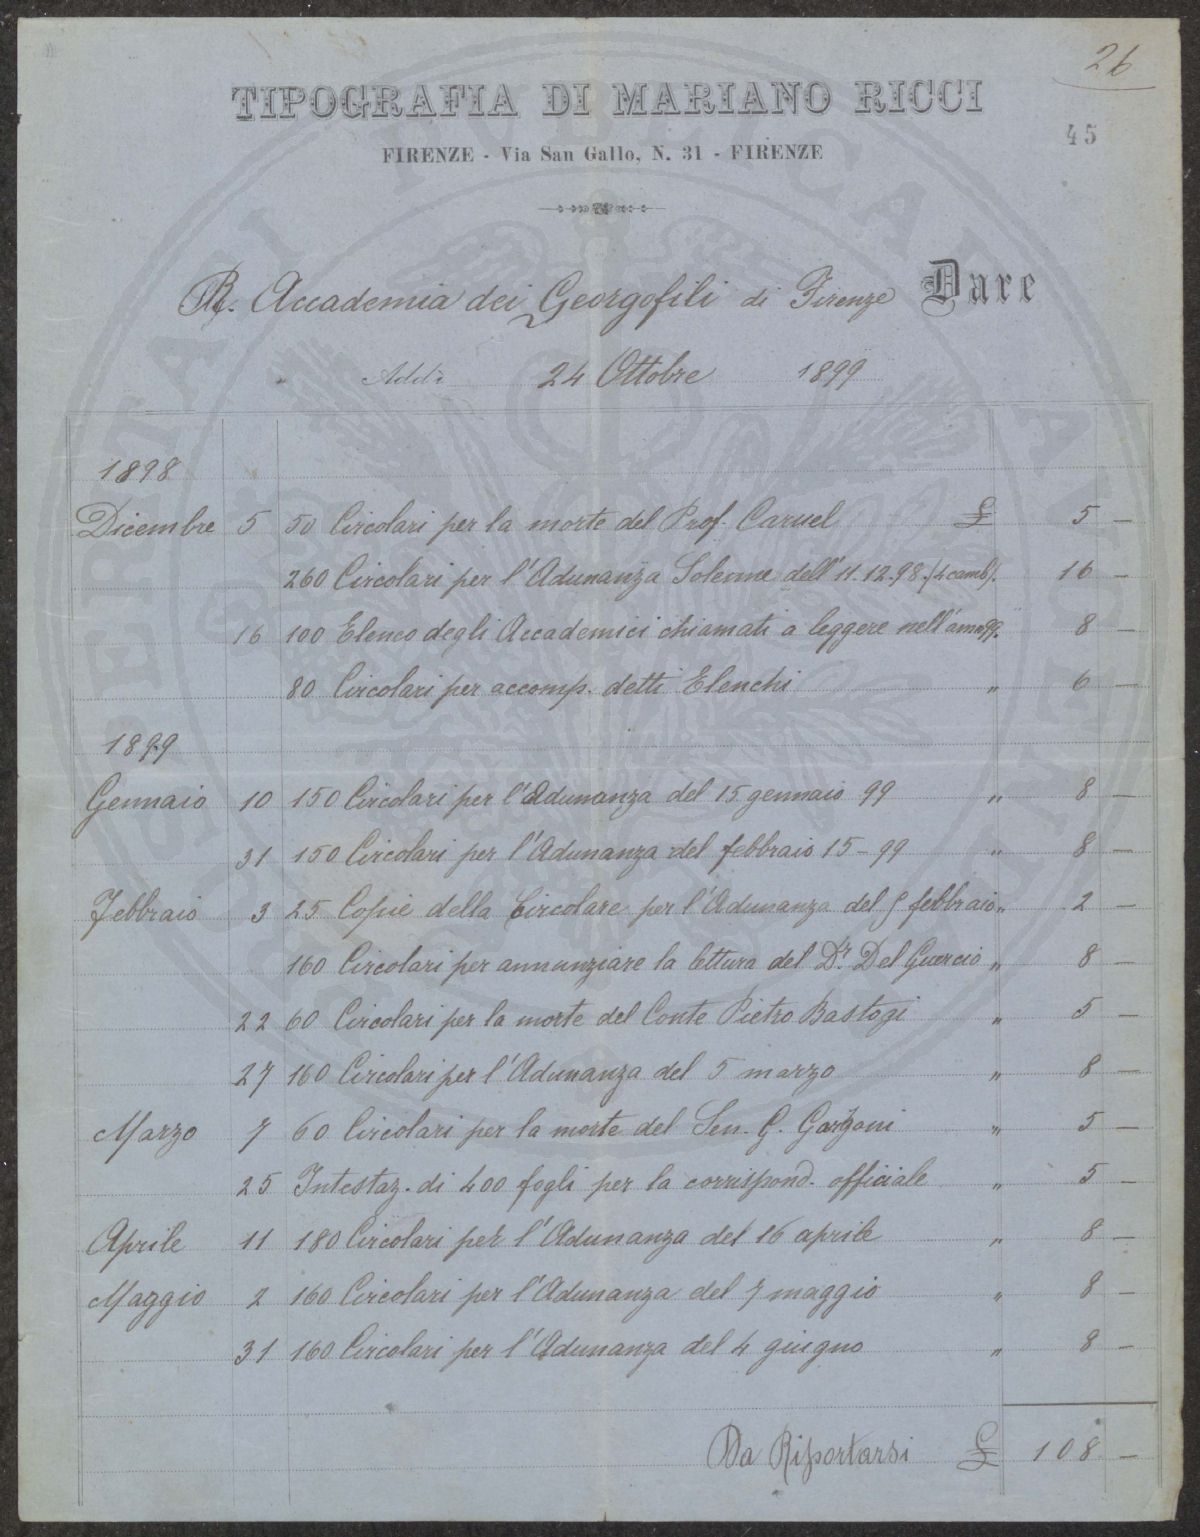 26
TIPOGRAFIA DI MARIANO RICCI
45
FIRENZE - Via San Gallo, N. 31 - FIRENZE
R. Accademia dei Georgofili di Firenze Dare
Addì 24 Ottobre 1899
1898
Dicembre 5 50 Circolari per la morte del Prof. Caruel £ 5 —
260 Circolari per l'Adunanza Solenne dell'11.12.98. (4 camb). 16 —
16 100 Elenco degli Accademici chiamati a leggere nell'anno 99. 8 —
80 Circolari per accomp. detti Elenchi " 6 —
1899
Gennaio 10 150 Circolari per l'Adunanza del 15 gennaio 99 " 8 —
31 150 Circolari per l'Adunanza del febbraio 15-99 " 8 —
Febbraio 3 25 Copie della Circolare per l'Adunanza del 5 febbraio " 2 —
160 Circolari per annunziare la lettura del Dr. Del Guercio " 8 —
22 60 Circolari per la morte del Conte Pietro Bastogi " 5 —
27 160 Circolari per l'Adunanza del 5 marzo " 8 —
Marzo 7 60 Circolari per la morte del Sen. G. Garzoni " 5 —
25 Intestaz. di 400 fogli per la corrispond. officiale " 5 —
Aprile 11 180 Circolari per l'Adunanza del 16 aprile " 8 —
Maggio 2 160 Circolari per l'Adunanza del 7 maggio " 8 —
31 160 Circolari per l'Adunanza del 4 giugno " 8 —
Da Riportarsi £ 108 —